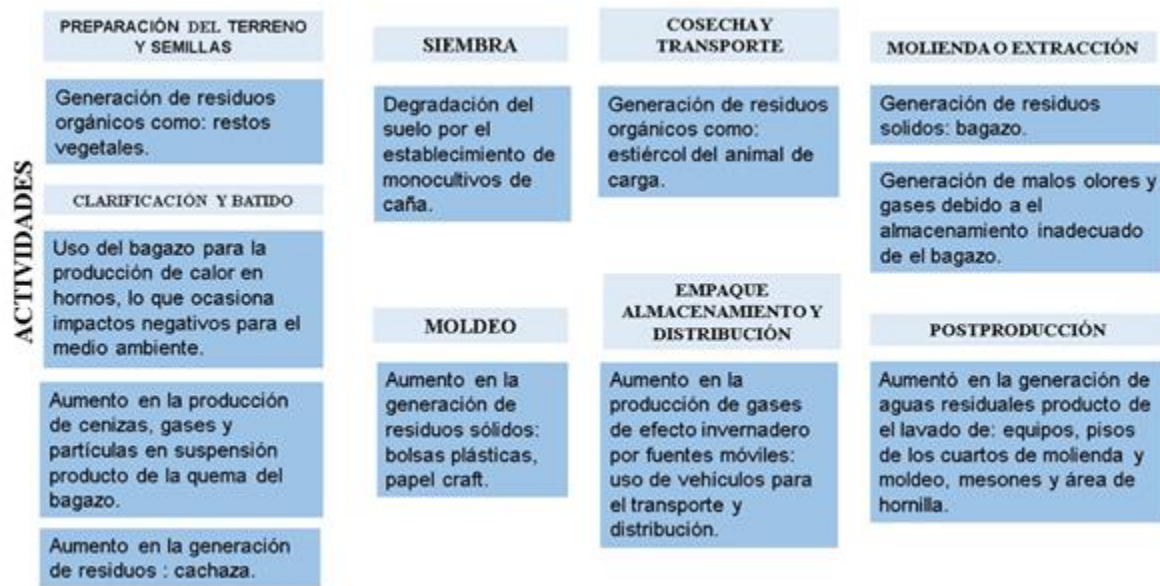 ACTIVIDADES
PREPARACIÓN DEL TERRENO
Y SEMILLAS
Generación de residuos
orgánicos como: restos
vegetales.
CLARIFICACIÓN Y BATIDO
Uso del bagazo para la
producción de calor en
hornos, lo que ocasiona
impactos negativos para el
medio ambiente.
Aumento en la producción
de cenizas, gases y
partículas en suspensión
producto de la quema del
bagazo.
Aumento en la generación
de residuos : cachaza.
SIEMBRA
Degradación del
suelo por el
establecimiento de
monocultivos de
caña.
MOLDEO
Aumento en la
generación de
residuos sólidos:
bolsas plásticas,
papel craft.
COSECHA Y
TRANSPORTE
Generación de residuos
orgánicos como:
estiércol del animal de
carga.
EMPAQUE
ALMACENAMIENTO Y
DISTRIBUCIÓN
Aumento en la
producción de gases
de efecto invernadero
por fuentes móviles:
uso de vehículos para
el transporte y
distribución.
MOLIENDA O EXTRACCIÓN
Generación de residuos
solidos: bagazo.
Generación de malos olores y
gases debido a el
almacenamiento inadecuado
de el bagazo.
POSTPRODUCCIÓN
Aumentó en la generación de
aguas residuales producto de
el lavado de: equipos, pisos
de los cuartos de molienda y
moldeo, mesones y área de
hornilla.